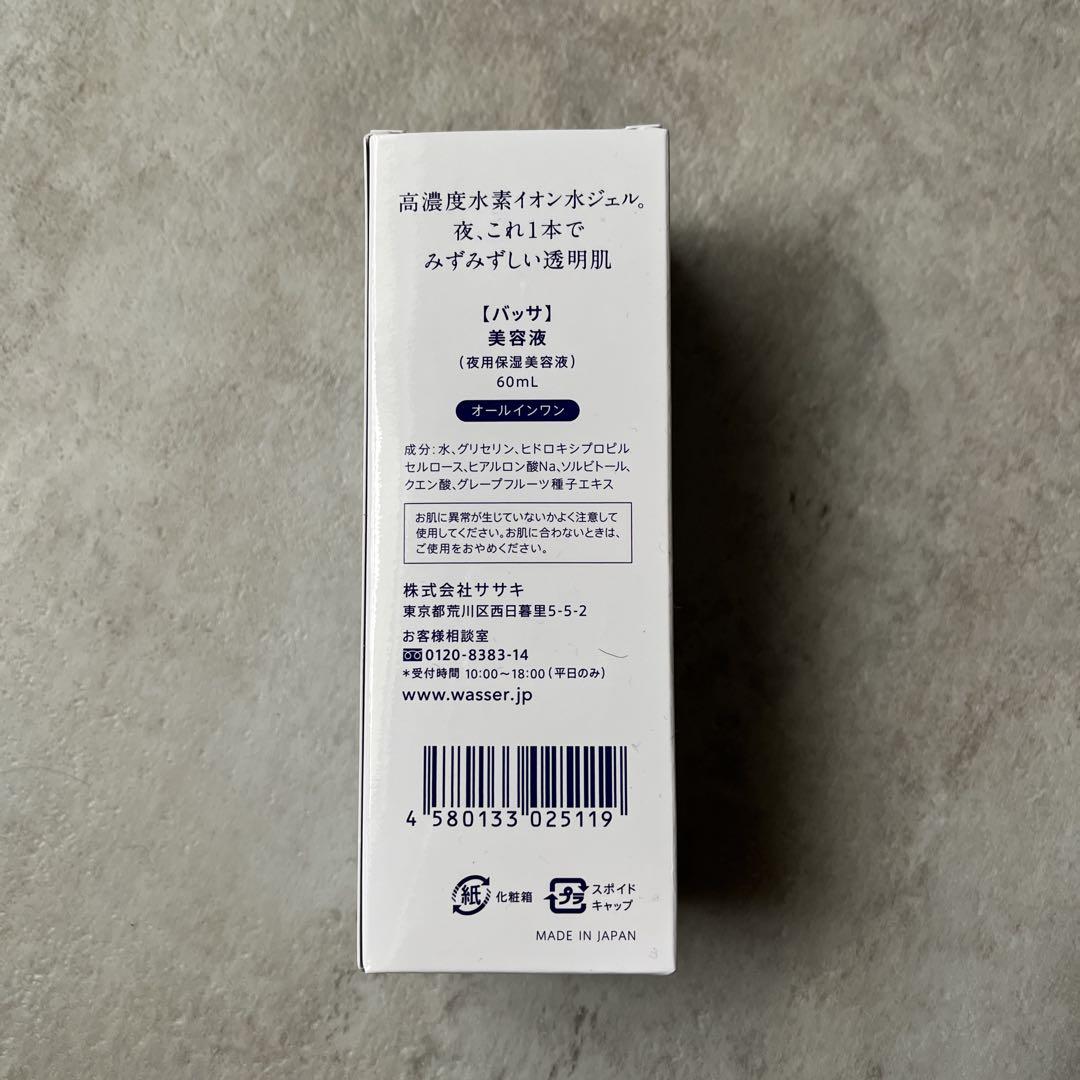 高濃度水素イオン水ジェル。
夜、これ1本で
みずみずしい透明肌
【バッサ】
美容液
(夜用保湿美容液)
60mL
オールインワン
成分:水、グリセリン、ヒドロキシプロピル
セルロース、ヒアルロン酸Na、ソルビトール、
クエン酸、グレープフルーツ種子エキス
お肌に異常が生じていないかよく注意して
使用してください。お肌に合わないときは、
ご使用をおやめください。
株式会社ササキ
東京都荒川区西日暮里5-5-2
お客様相談室
0120-8383-14
*受付時間 10:00~18:00(平日のみ)
www.wasser.jp
4 580133 025119
紙 化粧箱 プラ スポイド
キャップ
MADE IN JAPAN